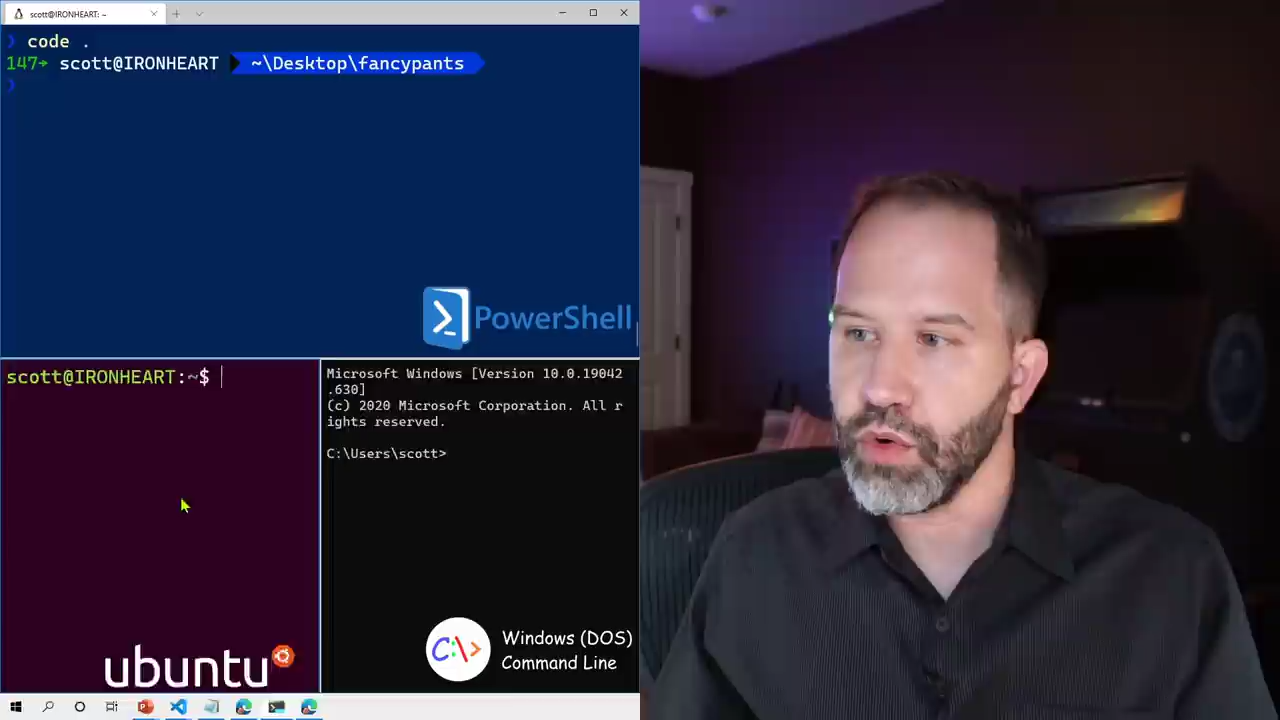 scott@IRONHEART: ~
❯ code .
147→ scott@IRONHEART ~\Desktop\fancypants
❯
PowerShell
scott@IRONHEART:~$
ubuntu
Microsoft Windows [Version 10.0.19042
.630]
(c) 2020 Microsoft Corporation. All r
ights reserved.
C:\Users\scott>
C:\>
Windows (DOS)
Command Line